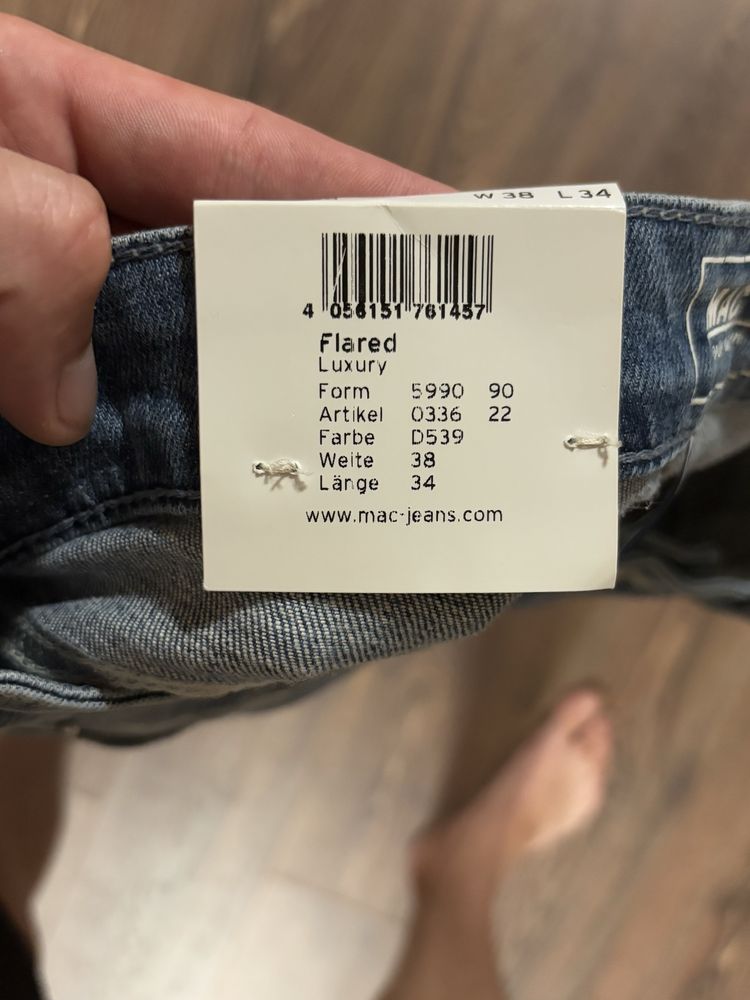 W 38 L 34
4 056151 761457
Flared
Luxury
Form 5990 90
Artikel 0336 22
Farbe D539
Weite 38
Länge 34
www.mac-jeans.com